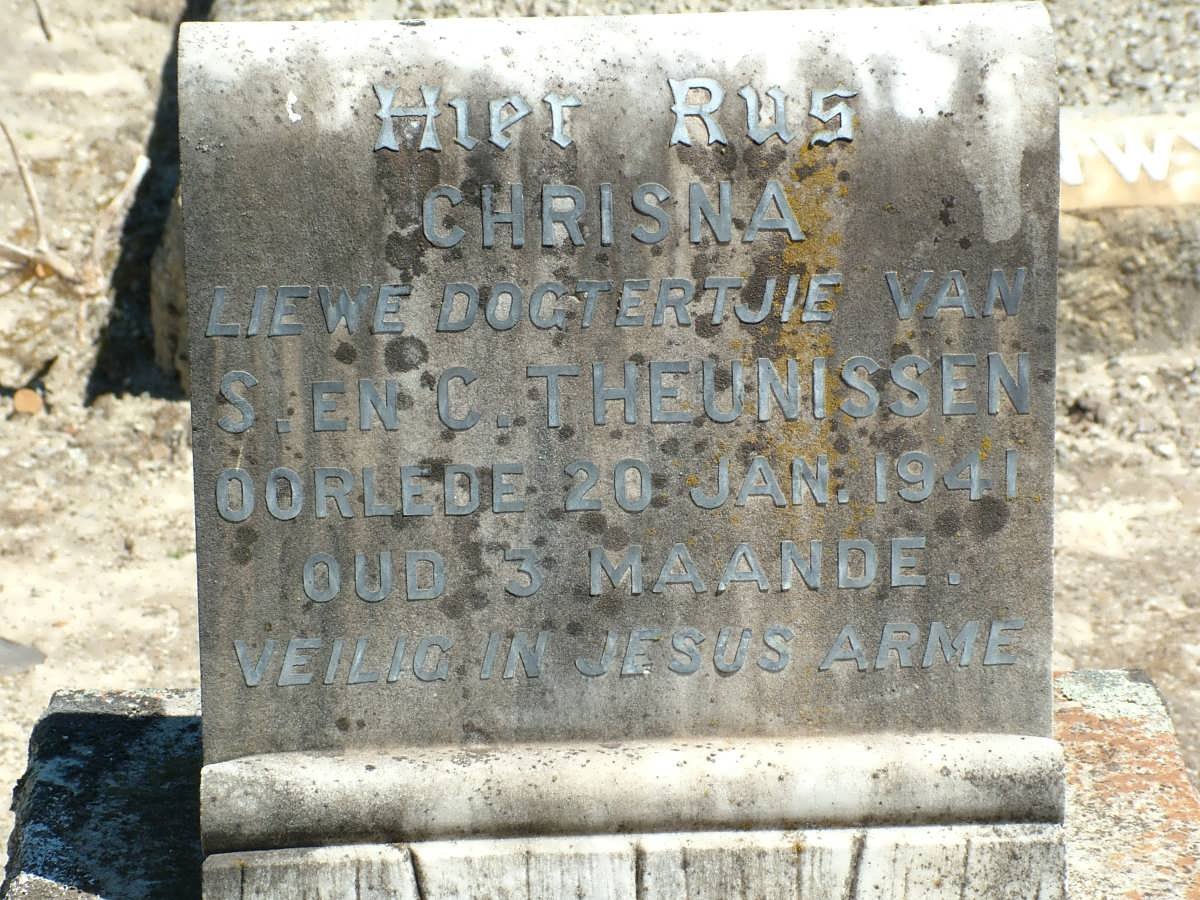 Hier Rus
CHRISNA
LIEWE DOGTERTJIE VAN
S. EN C. THEUNISSEN
OORLEDE 20 JAN. 1941
OUD 3 MAANDE.
VEILIG IN JESUS ARME